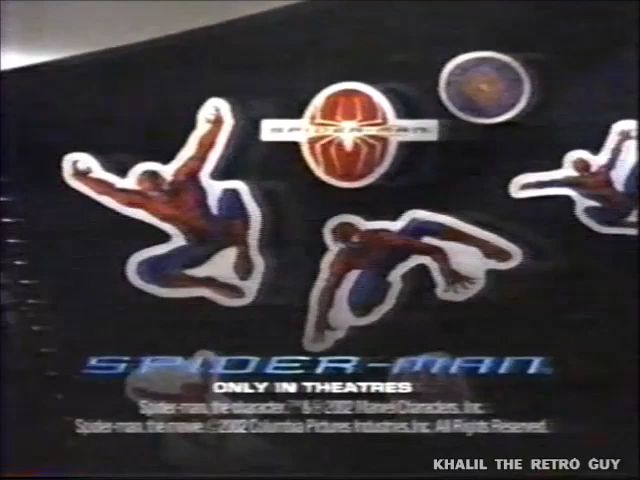 SPIDER-MAN
SPIDER-MAN
ONLY IN THEATRES
Spider-man, the character, ™ & © 2002 Marvel Characters, Inc.
Spider-man, the movie, © 2002 Columbia Pictures Industries, Inc. All Rights Reserved.
KHALIL THE RETRO GUY